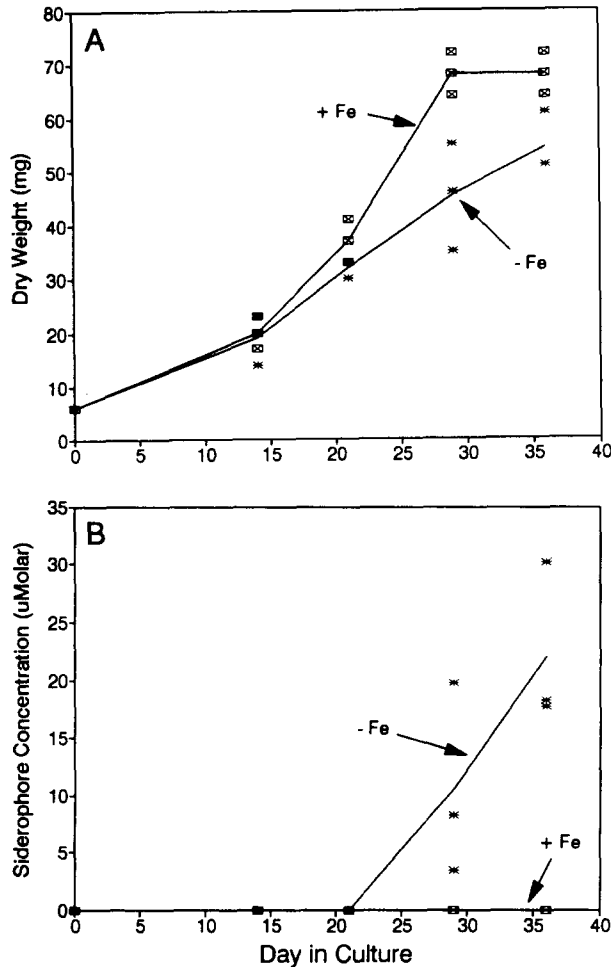 A
80
70
60
50
40
30
20
10
0
Dry Weight (mg)
+ Fe
- Fe
0 5 10 15 20 25 30 35 40
B
35
30
25
20
15
10
5
0
Siderophore Concentration (uMolar)
- Fe
+ Fe
0 5 10 15 20 25 30 35 40
Day in Culture